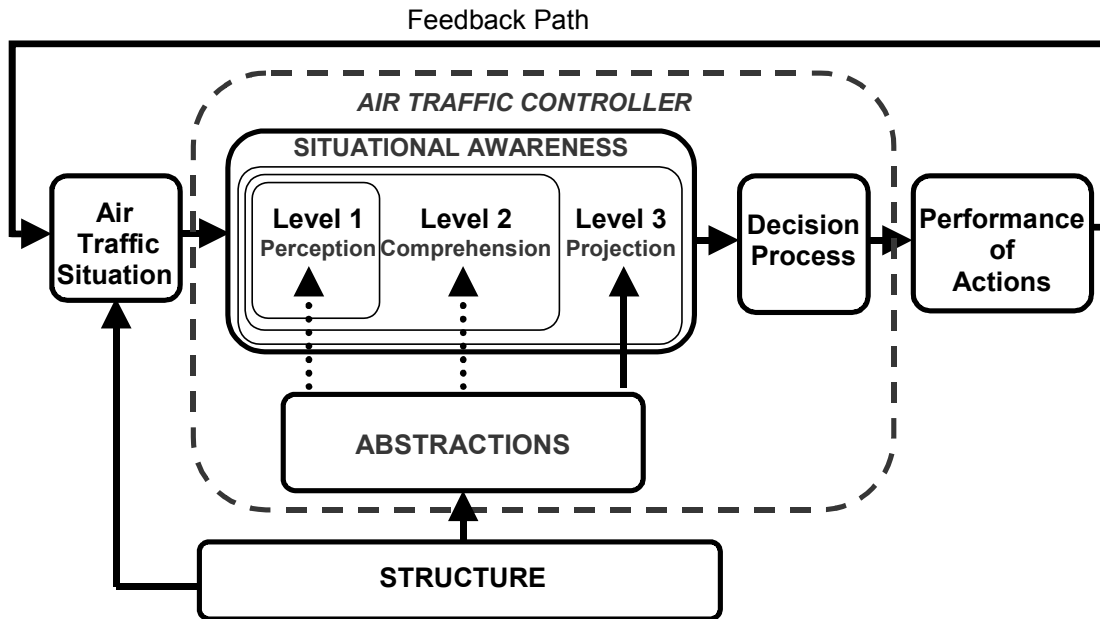 Feedback Path
AIR TRAFFIC CONTROLLER
SITUATIONAL AWARENESS
Air
Traffic
Situation
Level 1
Perception
Level 2
Comprehension
Level 3
Projection
Decision
Process
Performance
of
Actions
ABSTRACTIONS
STRUCTURE